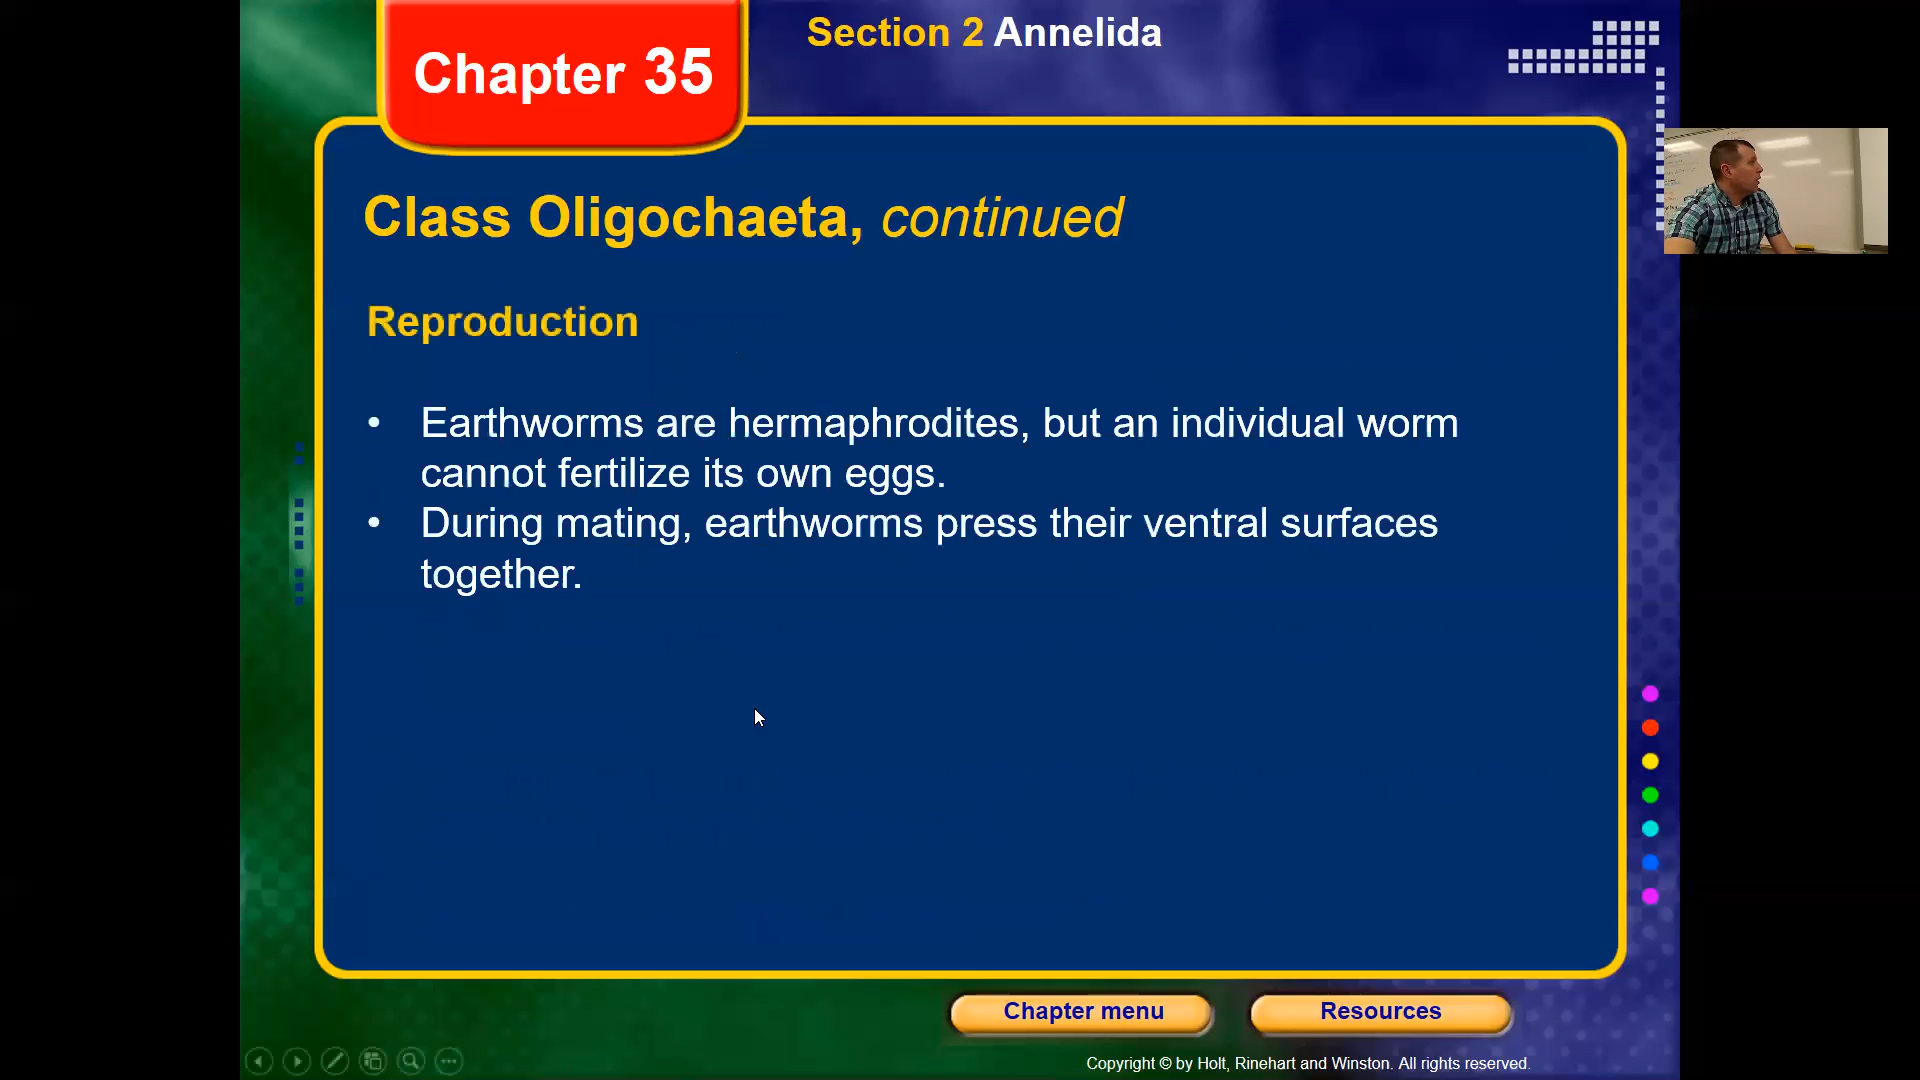 Chapter 35
Section 2 Annelida
Class Oligochaeta, continued
Reproduction
• Earthworms are hermaphrodites, but an individual worm
cannot fertilize its own eggs.
• During mating, earthworms press their ventral surfaces
together.
Chapter menu
Resources
Copyright © by Holt, Rinehart and Winston. All rights reserved.